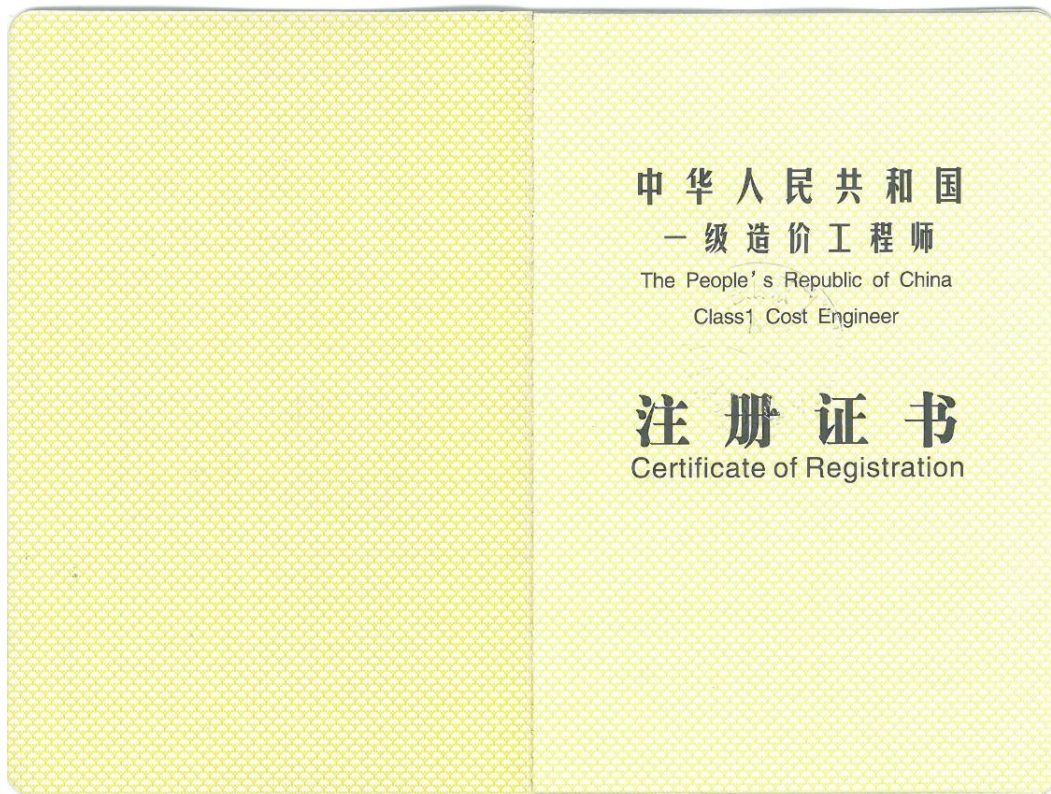 中华人民共和国
一级造价工程师
The People's Republic of China
Class1 Cost Engineer
注册证书
Certificate of Registration